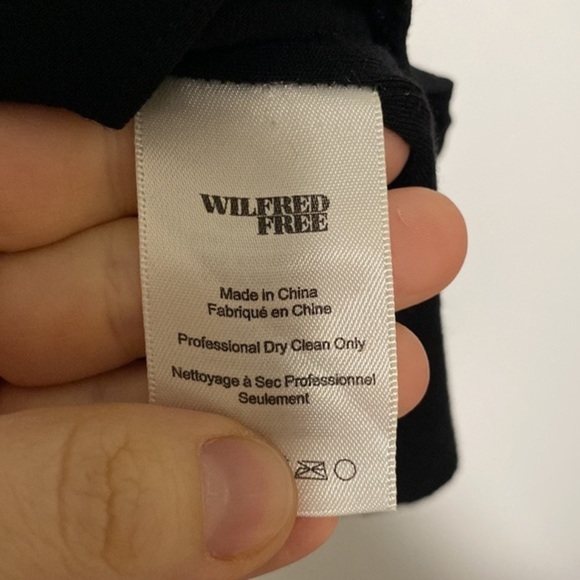 WILFRED
FREE
Made in China
Fabriqué en Chine
Professional Dry Clean Only
Nettoyage à Sec Professionnel
Seulement